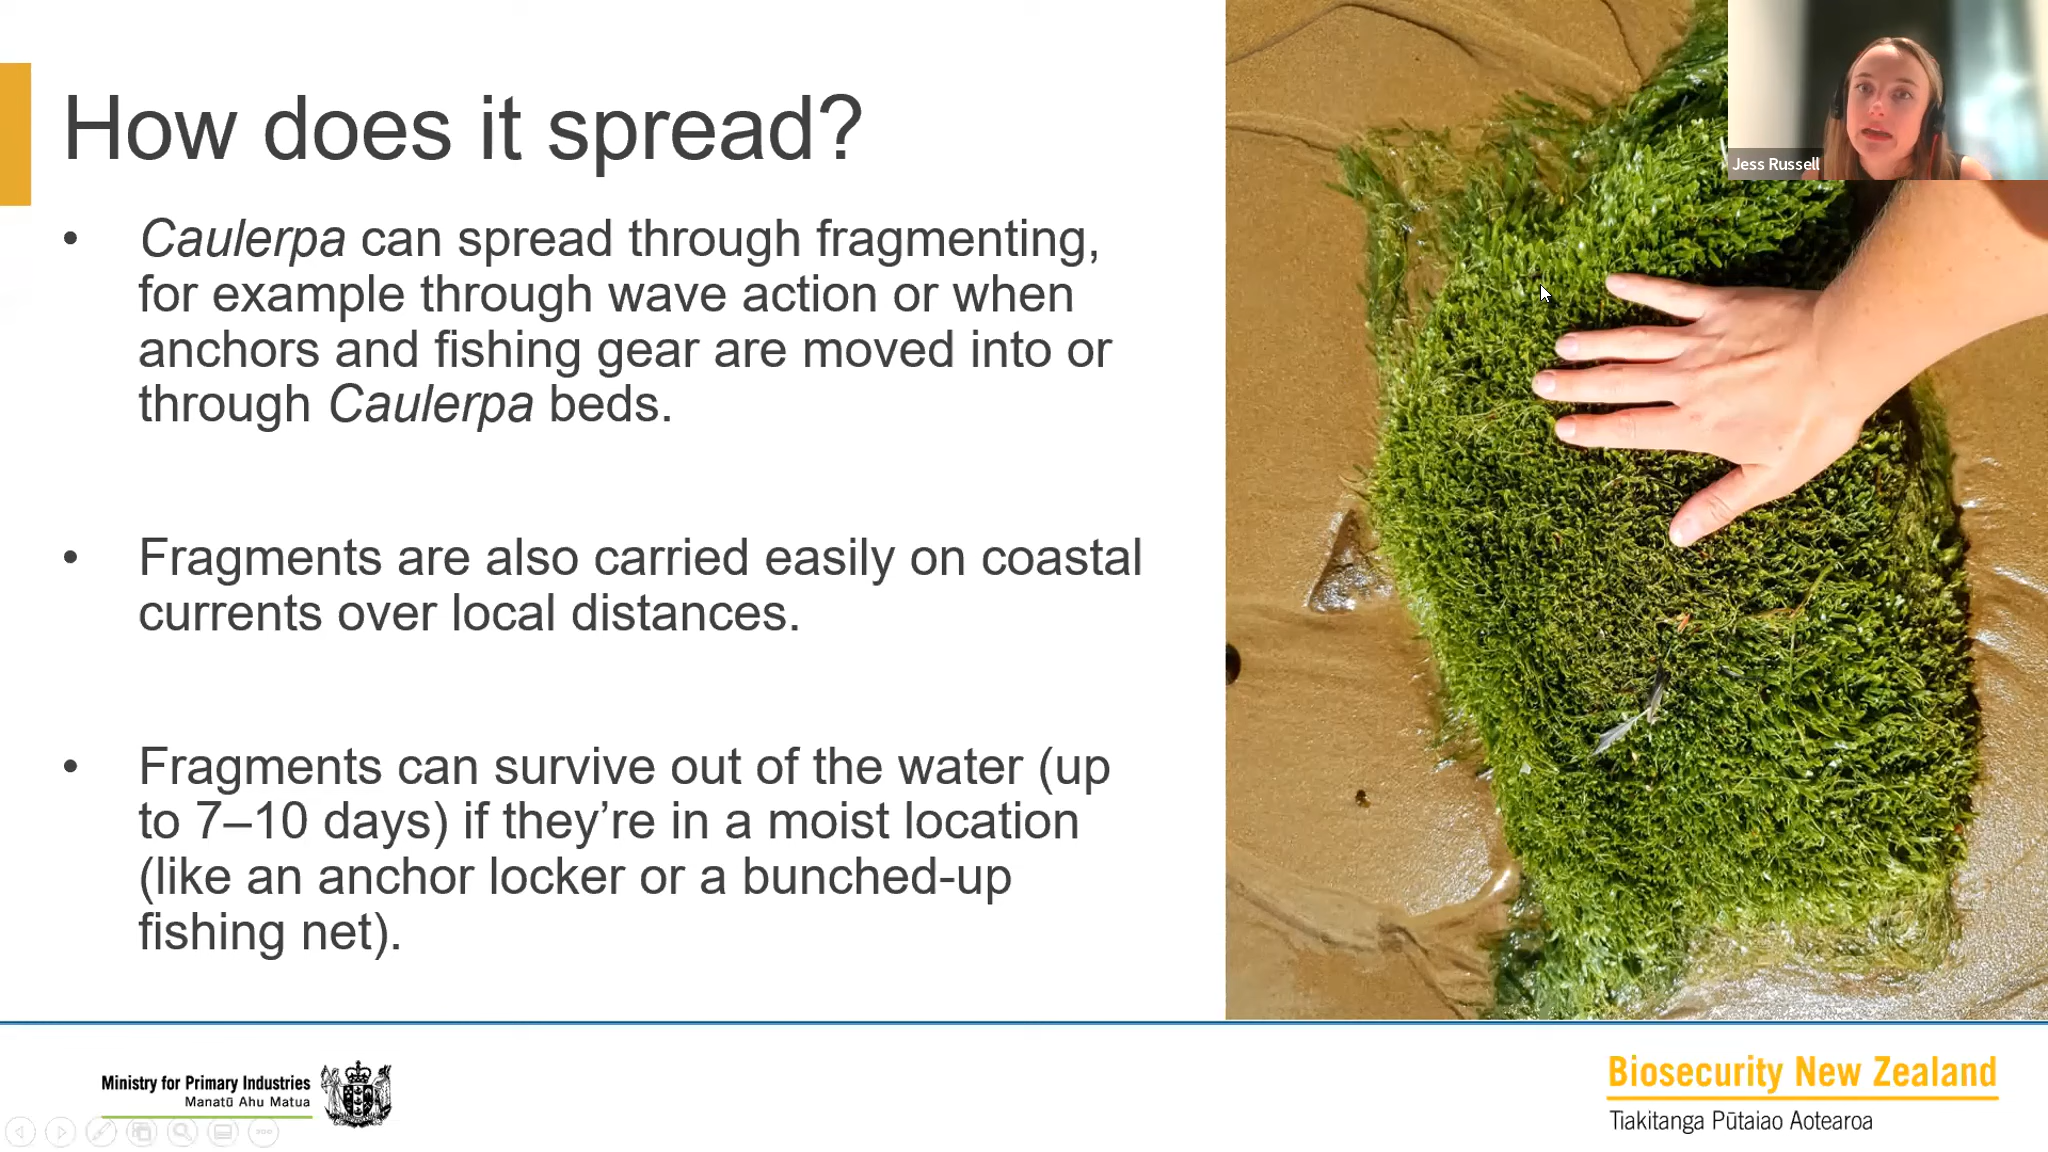 How does it spread?
Jess Russell
• Caulerpa can spread through fragmenting,
for example through wave action or when
anchors and fishing gear are moved into or
through Caulerpa beds.
• Fragments are also carried easily on coastal
currents over local distances.
• Fragments can survive out of the water (up
to 7–10 days) if they’re in a moist location
(like an anchor locker or a bunched-up
fishing net).
Ministry for Primary Industries
Manatū Ahu Matua
Biosecurity New Zealand
Tiakitanga Pūtaiao Aotearoa